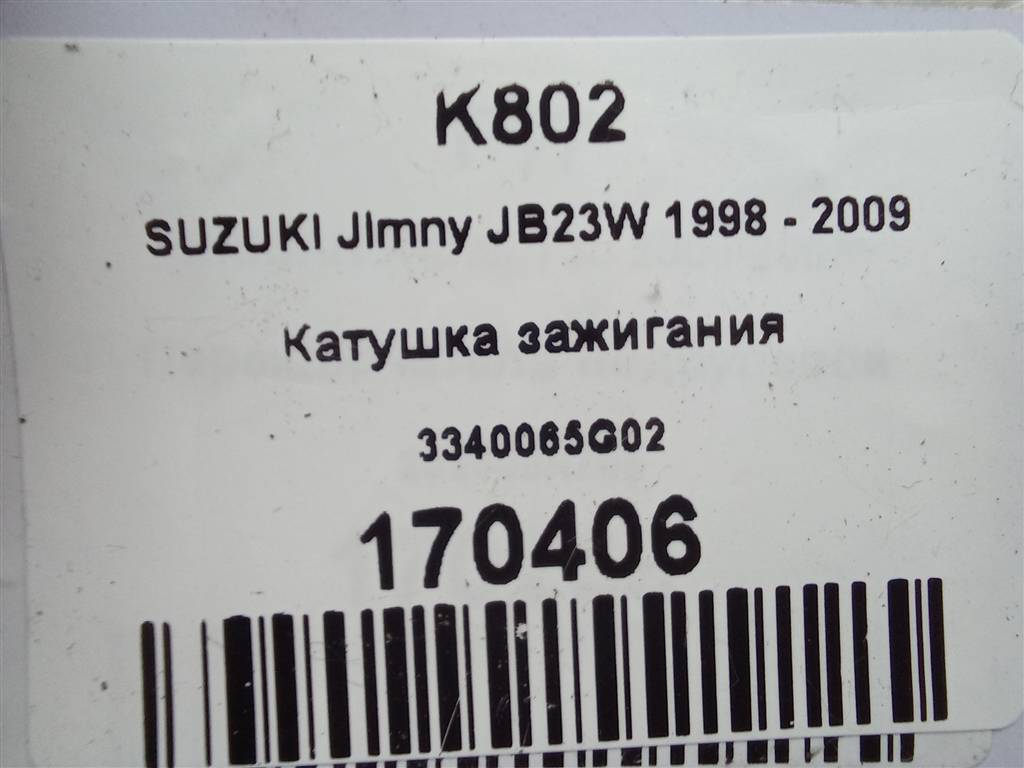 K802
SUZUKI JImny JB23W 1998 - 2009
Катушка зажигания
3340065G02
170406